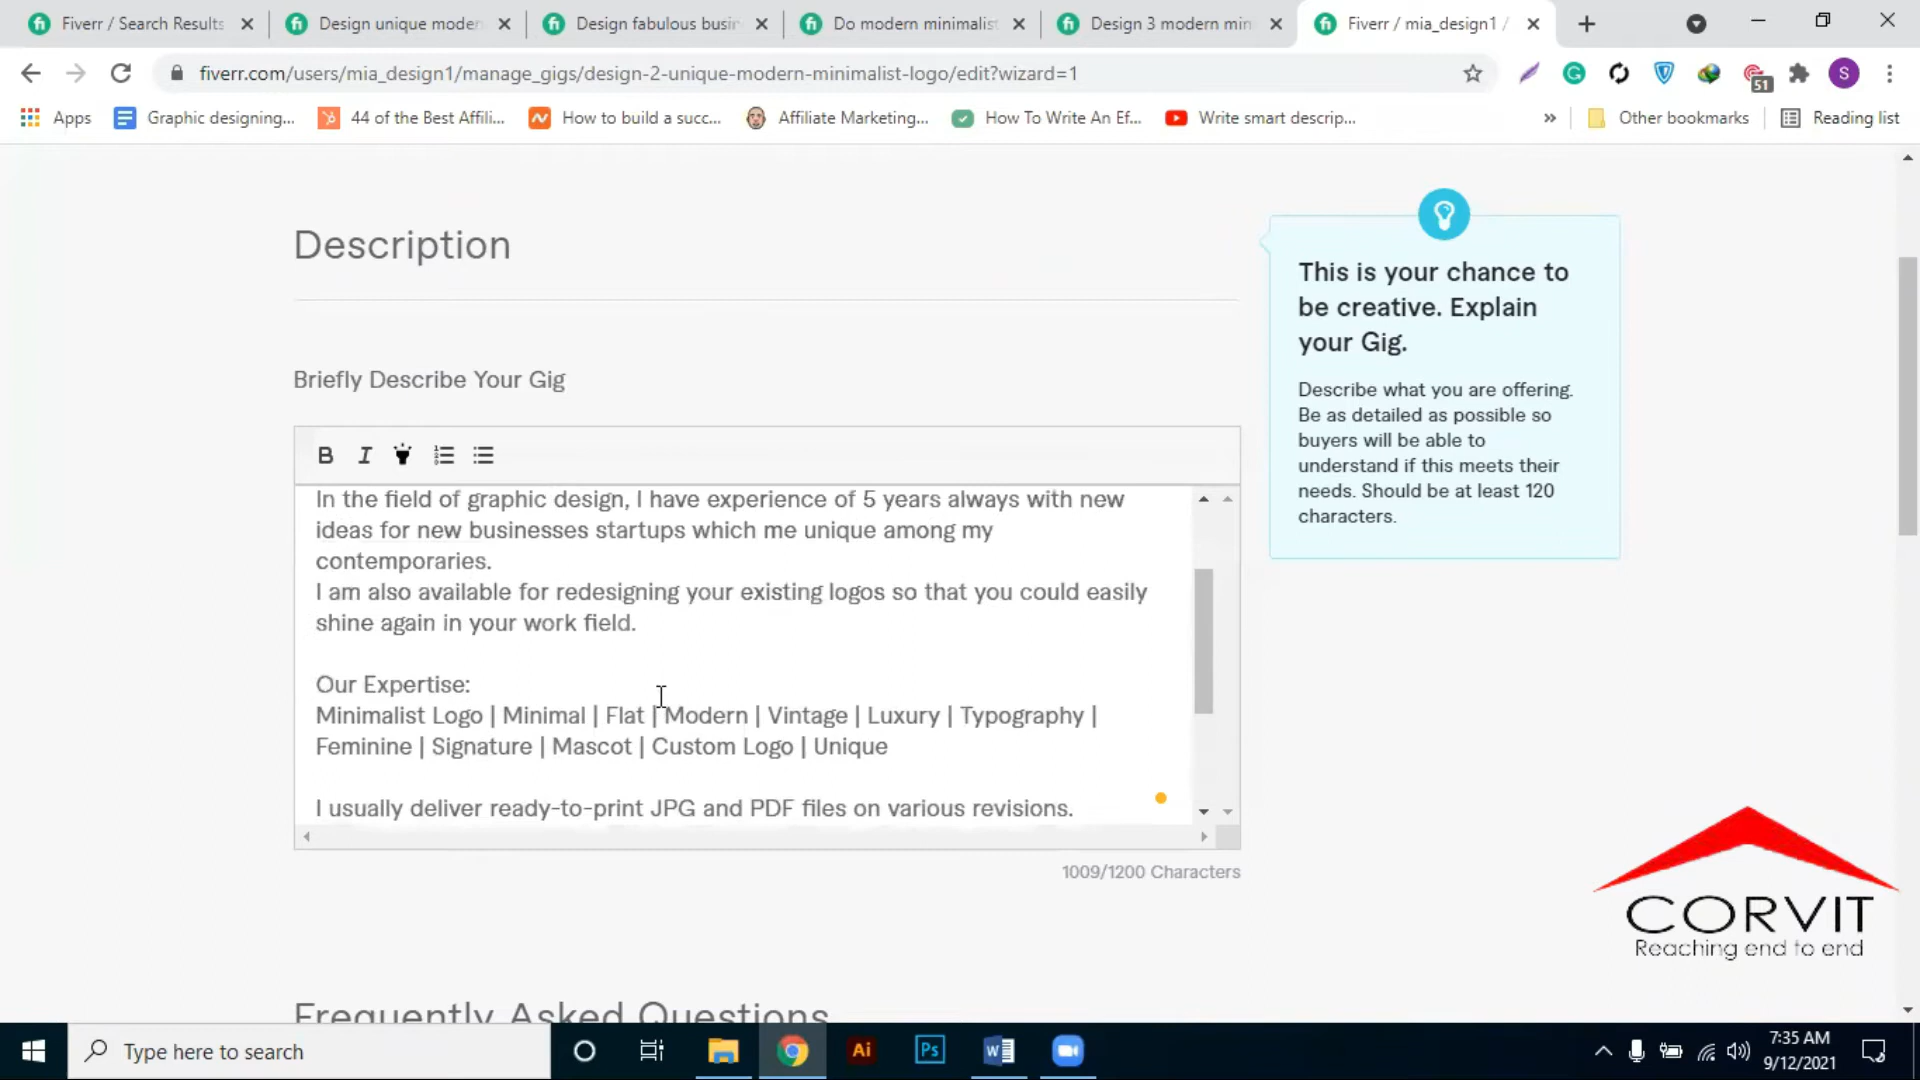 Fiverr / Search Results
Design unique moder
Design fabulous busin
Do modern minimalist
Design 3 modern min
Fiverr / mia_design1 /
fiverr.com/users/mia_design1/manage_gigs/design-2-unique-modern-minimalist-logo/edit?wizard=1
51
S
Apps
Graphic designing...
44 of the Best Affili...
How to build a succ...
Affiliate Marketing...
How To Write An Ef...
Write smart descrip...
»
Other bookmarks
Reading list
Description
This is your chance to
be creative. Explain
your Gig.
Describe what you are offering.
Be as detailed as possible so
buyers will be able to
understand if this meets their
needs. Should be at least 120
characters.
Briefly Describe Your Gig
B I
In the field of graphic design, I have experience of 5 years always with new
ideas for new businesses startups which me unique among my
contemporaries.
I am also available for redesigning your existing logos so that you could easily
shine again in your work field.
Our Expertise:
Minimalist Logo | Minimal | Flat | Modern | Vintage | Luxury | Typography |
Feminine | Signature | Mascot | Custom Logo | Unique
I usually deliver ready-to-print JPG and PDF files on various revisions.
1009/1200 Characters
CORVIT
Reaching end to end
Frequently Asked Questions
Type here to search
Ai
Ps
7:35 AM
9/12/2021